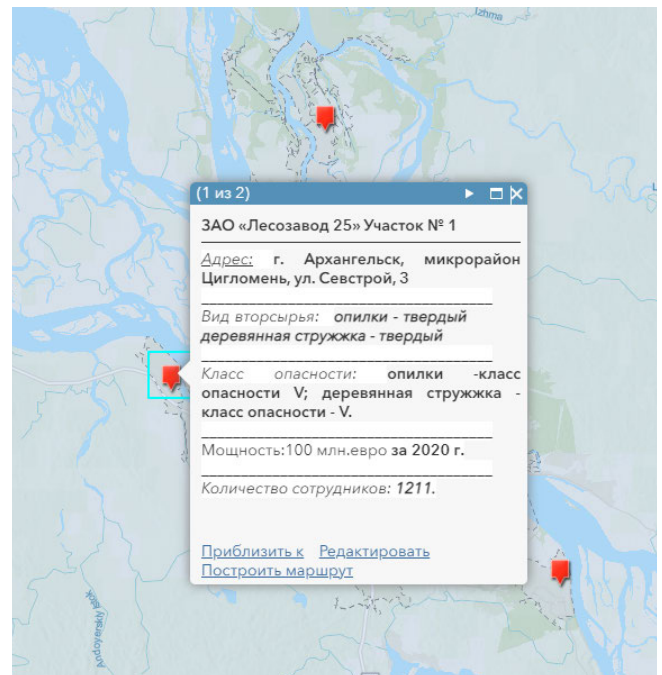 Izhma
(1 из 2)
ЗАО «Лесозавод 25» Участок № 1
Адрес: г. Архангельск, микрорайон
Цигломень, ул. Севстрой, 3
Вид вторсырья: опилки - твердый
деревянная стружжка - твердый
Класс опасности: опилки -класс
опасности V; деревянная стружжка -
класс опасности - V.
Мощность:100 млн.евро за 2020 г.
Количество сотрудников: 1211.
Приблизить к Редактировать
Построить маршрут